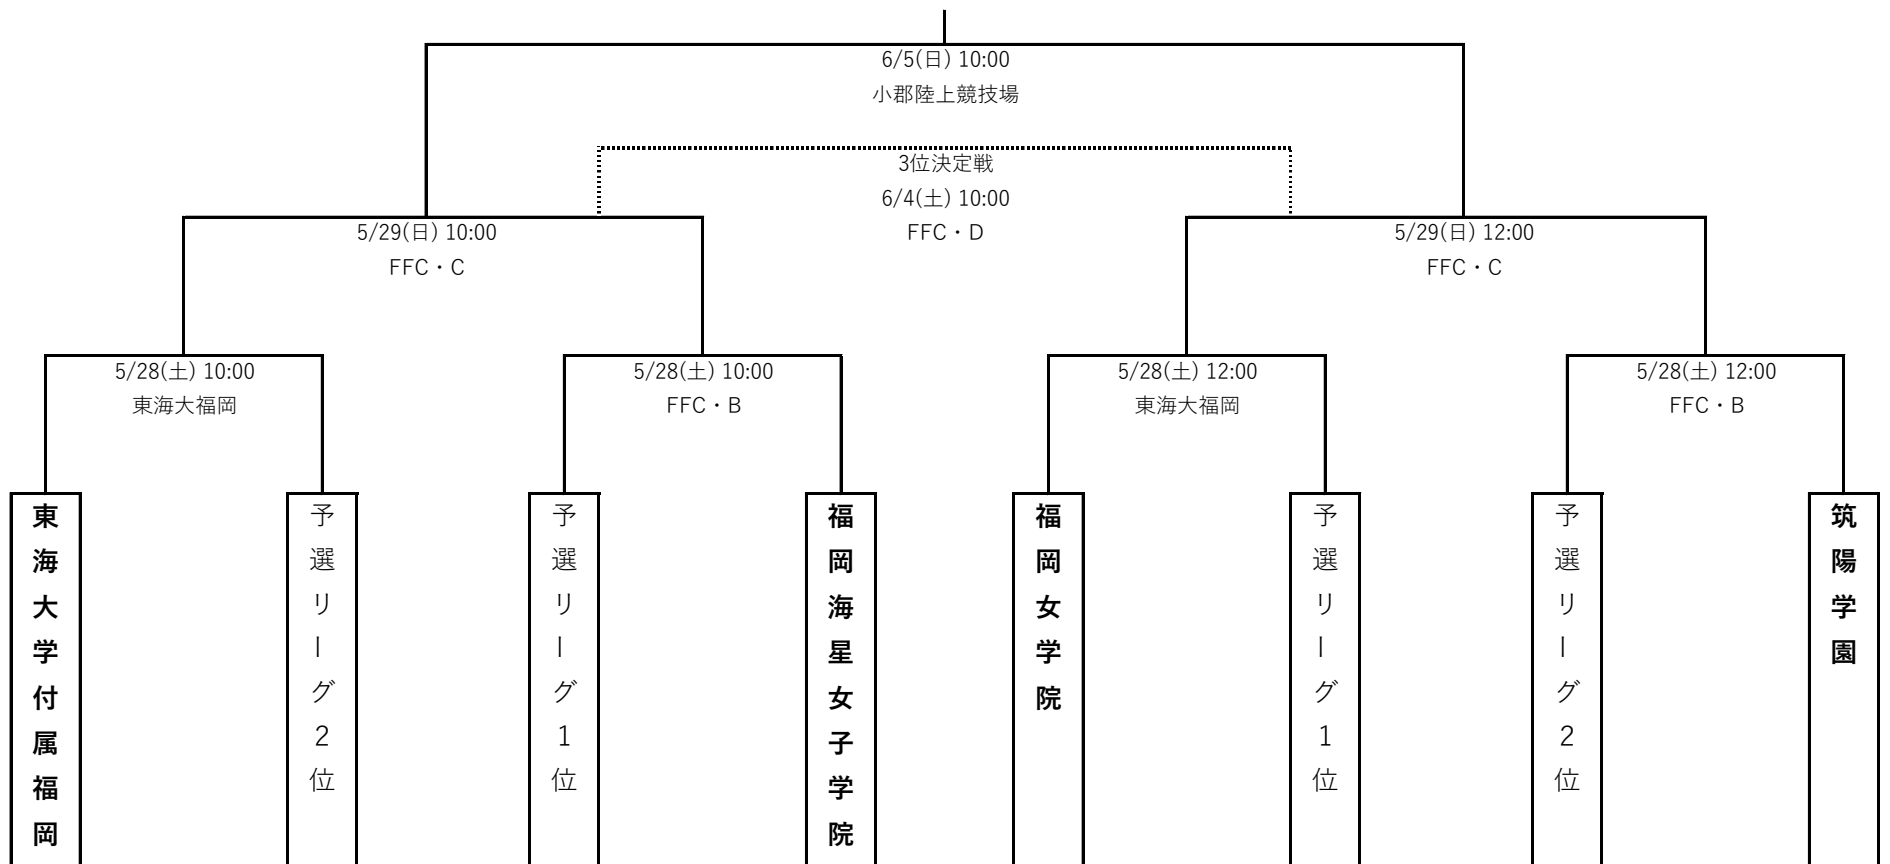 6/5(日) 10:00
小郡陸上競技場
3位決定戦
6/4(土) 10:00
FFC・D
5/29(日) 10:00
FFC・C
5/29(日) 12:00
FFC・C
5/28(土) 10:00
東海大福岡
5/28(土) 10:00
FFC・B
5/28(土) 12:00
東海大福岡
5/28(土) 12:00
FFC・B
東海大学付属福岡
予選リーグ2位
予選リーグ1位
福岡海星女子学院
福岡女学院
予選リーグ1位
予選リーグ2位
筑陽学園